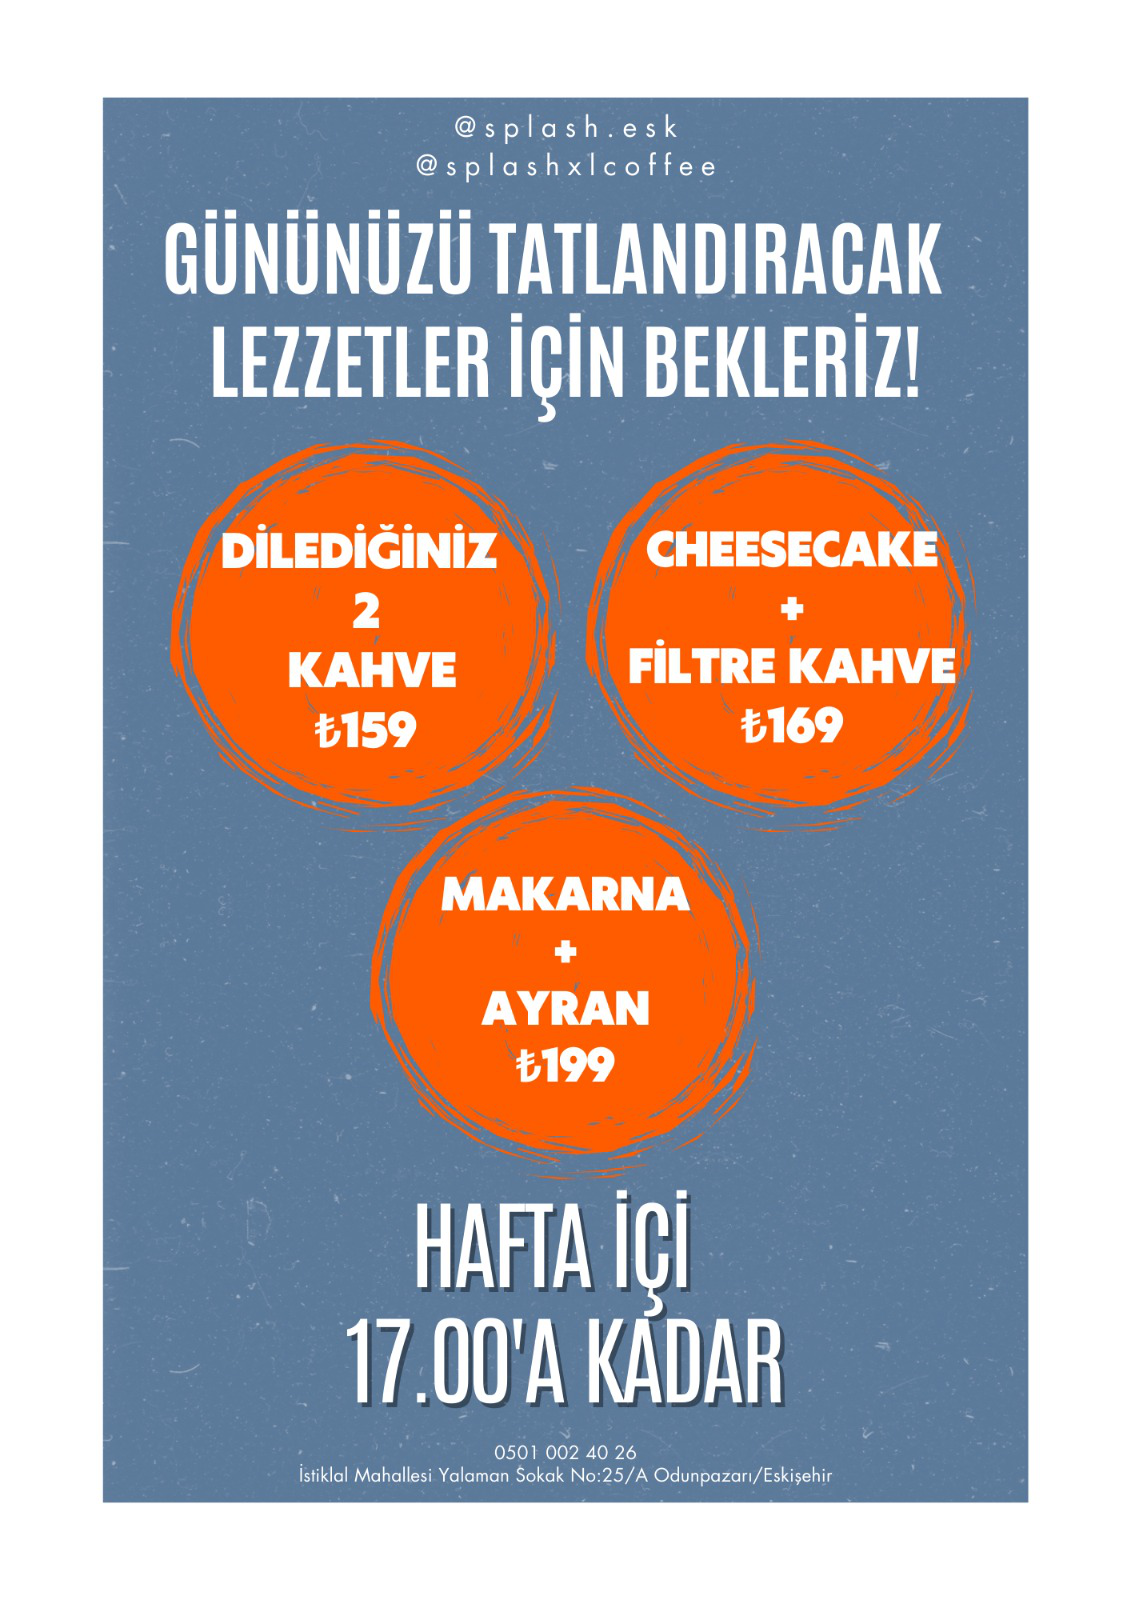 @splash.esk
@splashxlcoffee
GÜNÜNÜZÜ TATLANDIRACAK
LEZZETLER İÇİN BEKLERİZ!
DİLEDİĞİNİZ
2
KAHVE
₺159
CHEESECAKE
+
FİLTRE KAHVE
₺169
MAKARNA
+
AYRAN
₺199
HAFTA İÇİ
17.00'A KADAR
0501 002 40 26
İstiklal Mahallesi Yalaman Sokak No:25/A Odunpazarı/Eskişehir